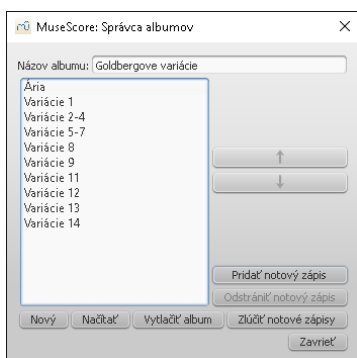 MuseScore: Správca albumov
Názov albumu: Goldbergove variácie
Ária
Variácie 1
Variácie 2-4
Variácie 5-7
Variácie 8
Variácie 9
Variácie 11
Variácie 12
Variácie 13
Variácie 14
Pridať notový zápis
Odstrániť notový zápis
Nový Načítať Vytlačiť album Zlúčiť notové zápisy
Zavrieť